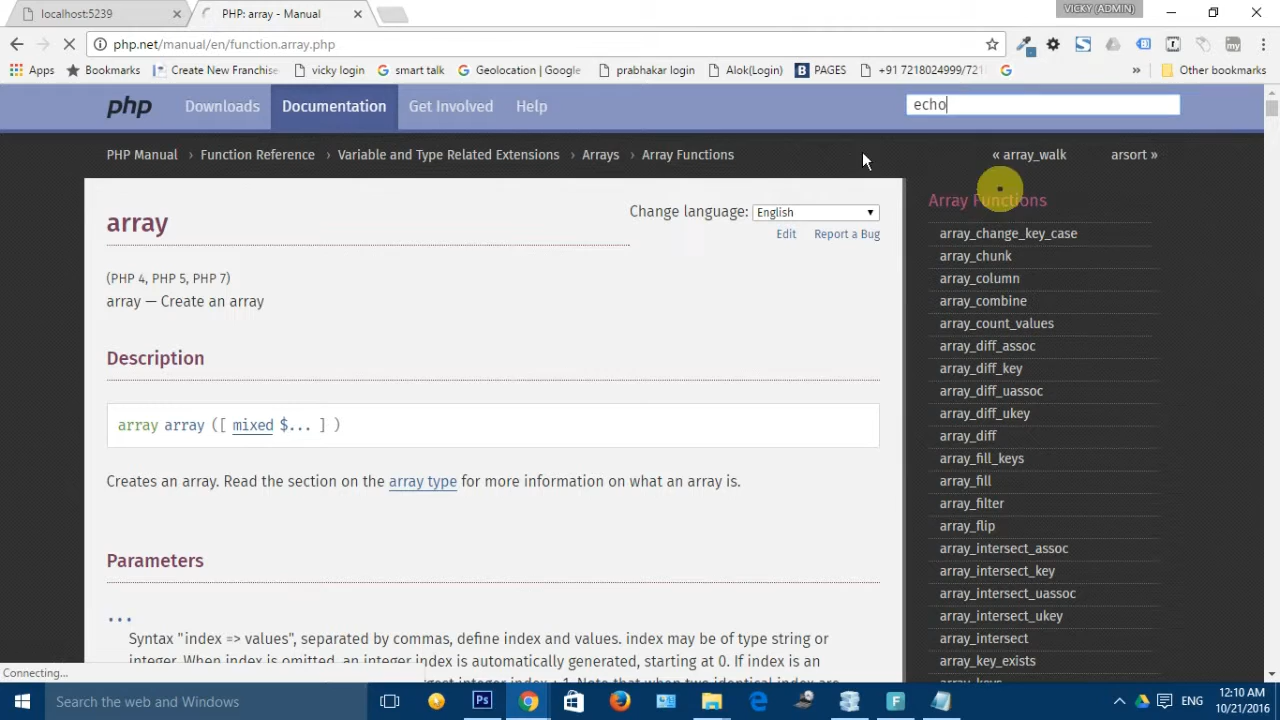 localhost:5239
PHP: array - Manual
VICKY (ADMIN)
php.net/manual/en/function.array.php
Apps
Bookmarks
Create New Franchise
vicky login
smart talk
Geolocation | Google
prabhakar login
Alok(Login)
PAGES
+91 7218024999/721
Other bookmarks
php
Downloads
Documentation
Get Involved
Help
echo
PHP Manual › Function Reference › Variable and Type Related Extensions › Arrays › Array Functions
« array_walk
arsort »
array
Change language: English
Edit
Report a Bug
(PHP 4, PHP 5, PHP 7)
array — Create an array
Description
array array ([ mixed $... ] )
Creates an array. Read the section on the array type for more information on what an array is.
Parameters
...
Syntax "index => values", separated by commas, define index and values. index may be of type string or
integer. When index is omitted, an integer index is automatically generated, starting at 0. If index is an
Array Functions
array_change_key_case
array_chunk
array_column
array_combine
array_count_values
array_diff_assoc
array_diff_key
array_diff_uassoc
array_diff_ukey
array_diff
array_fill_keys
array_fill
array_filter
array_flip
array_intersect_assoc
array_intersect_key
array_intersect_uassoc
array_intersect_ukey
array_intersect
array_key_exists
array_keys
Connecting...
Search the web and Windows
ENG
12:10 AM
10/21/2016